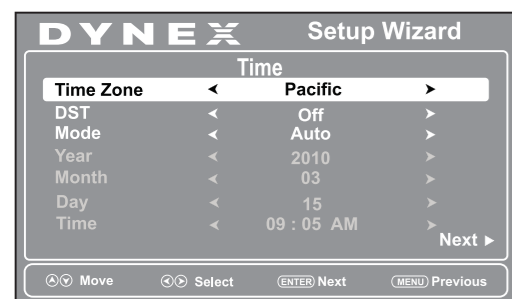 DYNEX Setup Wizard
Time
Time Zone Pacific
DST Off
Mode Auto
Year 2010
Month 03
Day 15
Time 09 : 05 AM
Next
Move Select ENTER Next MENU Previous